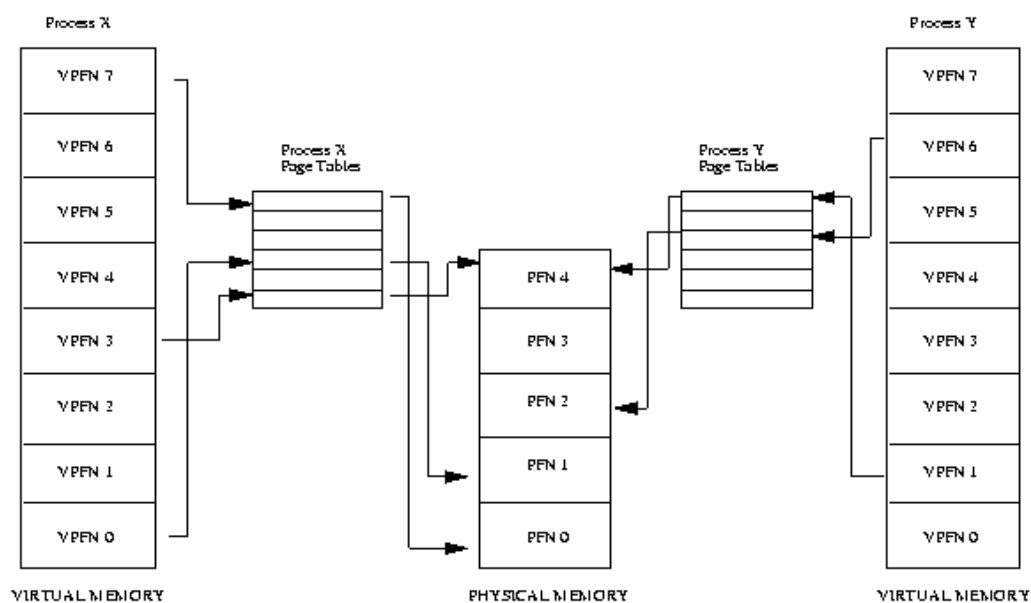 Process X
Process Y
VPFN 7
VPFN 6
VPFN 5
VPFN 4
VPFN 3
VPFN 2
VPFN 1
VPFN 0
VIRTUAL MEMORY
Process X
Page Tables
PFN 4
PFN 3
PFN 2
PFN 1
PFN 0
PHYSICAL MEMORY
Process Y
Page Tables
VPFN 7
VPFN 6
VPFN 5
VPFN 4
VPFN 3
VPFN 2
VPFN 1
VPFN 0
VIRTUAL MEMORY